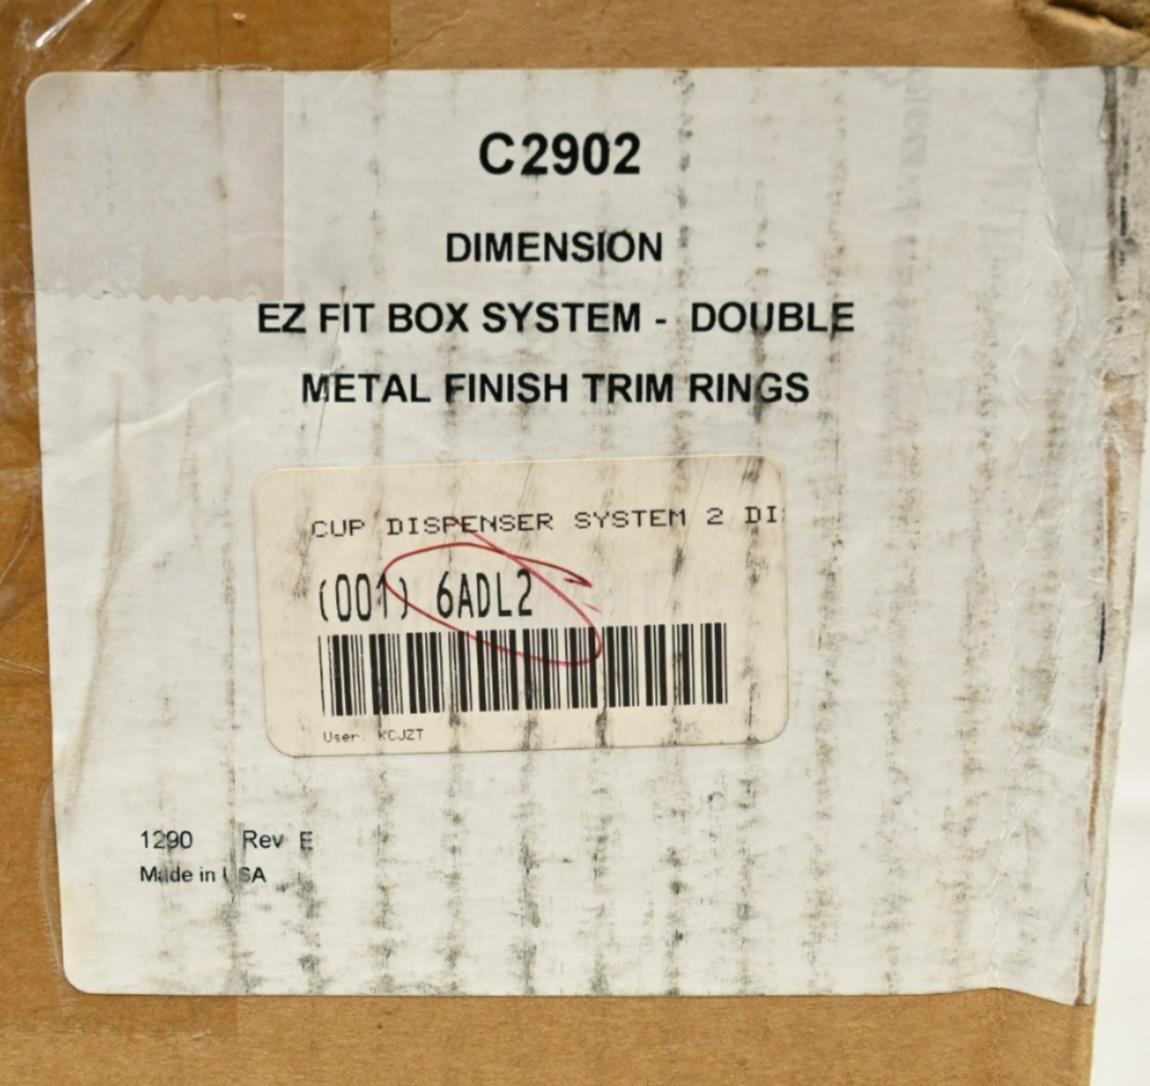 C2902
DIMENSION
EZ FIT BOX SYSTEM - DOUBLE
METAL FINISH TRIM RINGS
CUP DISPENSER SYSTEM 2 DI
(001) 6ADL2
User: KCJZT
1290 Rev E
Made in USA